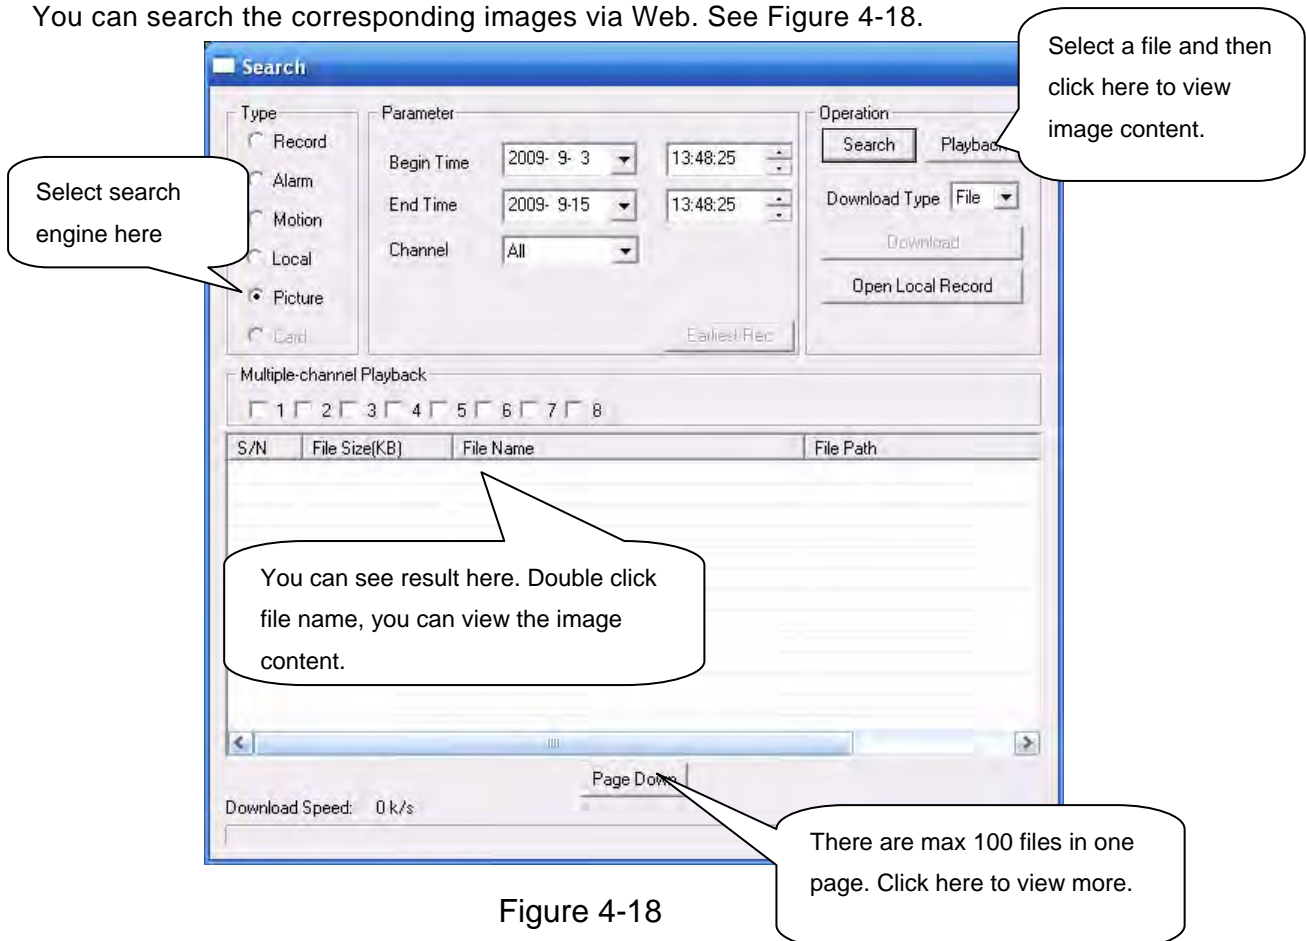 You can search the corresponding images via Web. See Figure 4-18.
Select a file and then
click here to view
image content.
Search
Type
Record
Alarm
Motion
Local
Picture
Card
Select search
engine here
Parameter
Begin Time 2009- 9- 3 13:48:25
End Time 2009- 9-15 13:48:25
Channel All
Earliest Rec
Operation
Search Playback
Download Type File
Download
Open Local Record
Multiple-channel Playback
1 2 3 4 5 6 7 8
S/N File Size(KB) File Name File Path
You can see result here. Double click
file name, you can view the image
content.
Page Down
Download Speed: 0 k/s
There are max 100 files in one
page. Click here to view more.
Figure 4-18